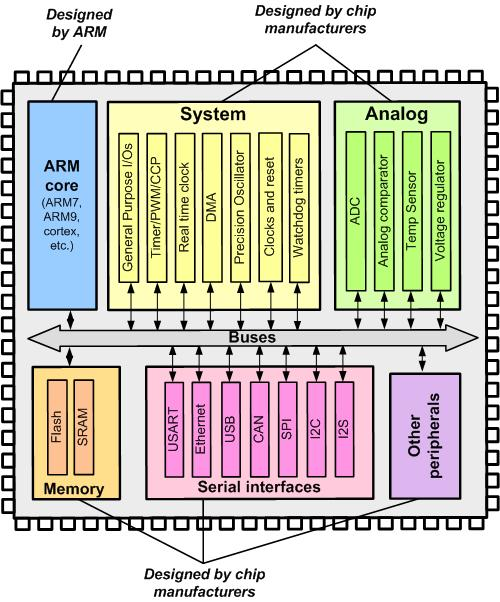 Designed
by ARM
Designed by chip
manufacturers
ARM
core
(ARM7,
ARM9,
cortex,
etc.)
System
General Purpose I/Os
Timer/PWM/CCP
Real time clock
DMA
Precision Oscillator
Clocks and reset
Watchdog timers
Analog
ADC
Analog comparator
Temp Sensor
Voltage regulator
Buses
Flash
SRAM
Memory
USART
Ethernet
USB
CAN
SPI
I2C
I2S
Serial interfaces
Other
peripherals
Designed by chip
manufacturers